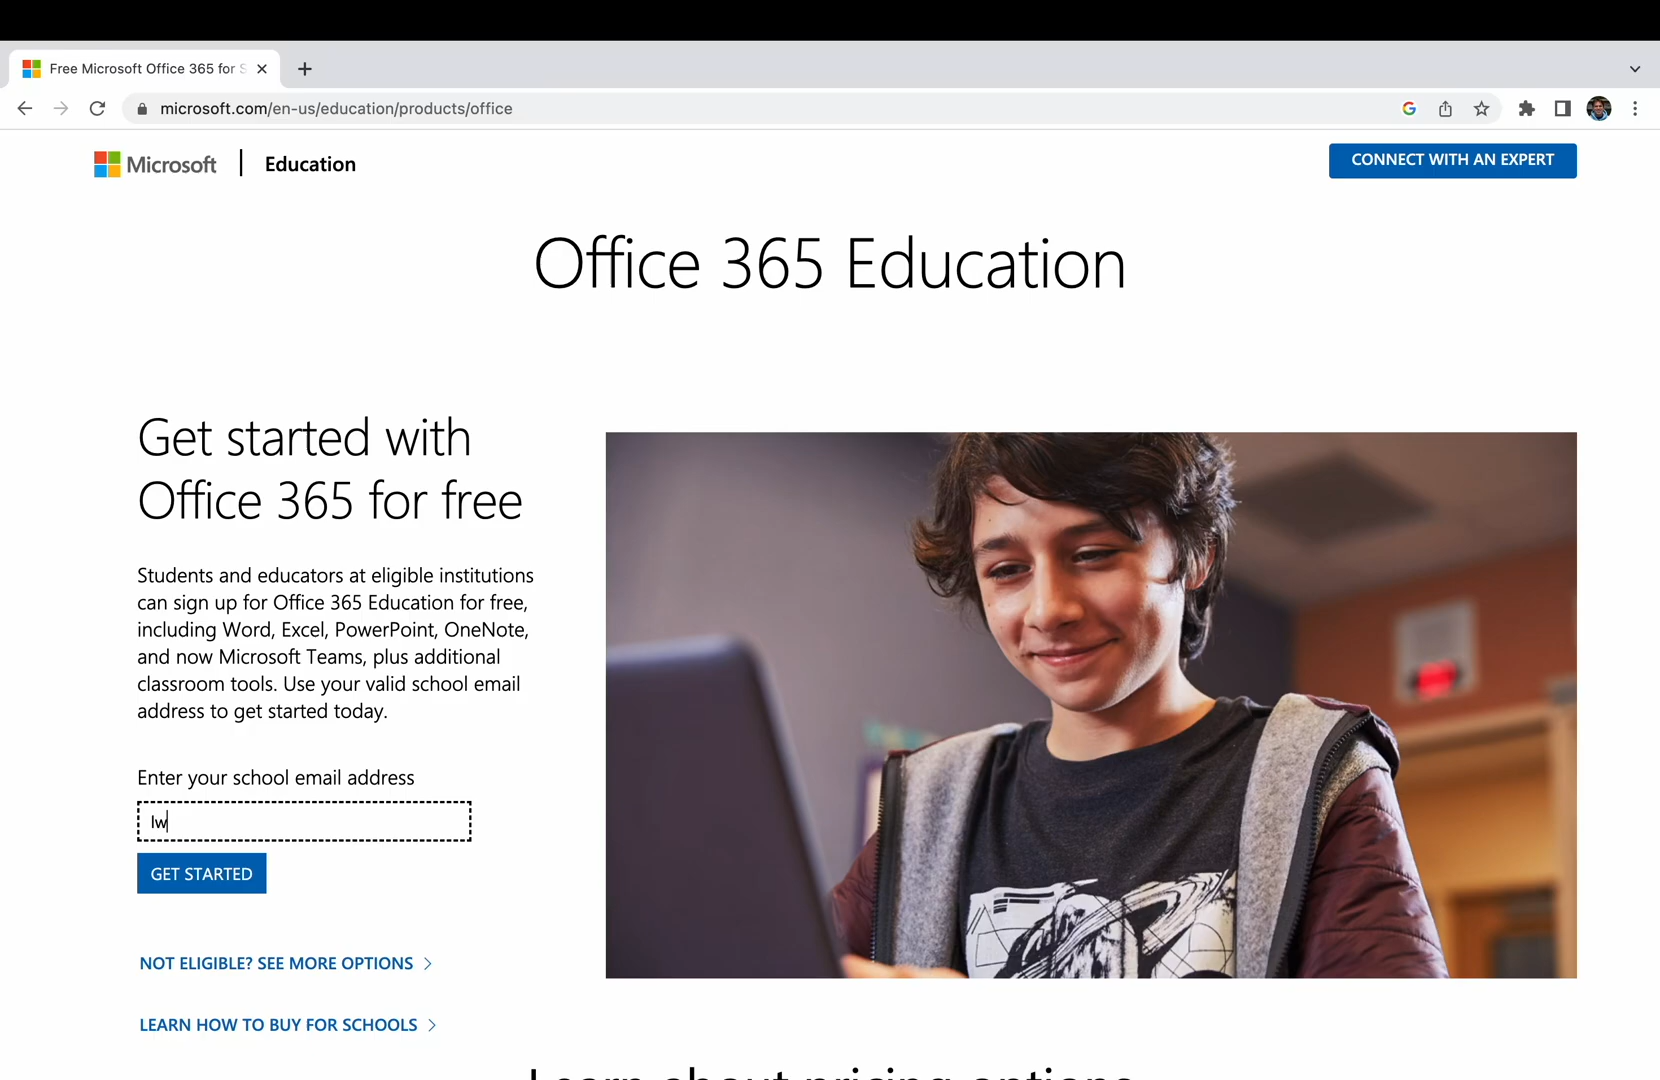 Free Microsoft Office 365 for S
microsoft.com/en-us/education/products/office
Microsoft | Education
CONNECT WITH AN EXPERT
Office 365 Education
Get started with
Office 365 for free
Students and educators at eligible institutions
can sign up for Office 365 Education for free,
including Word, Excel, PowerPoint, OneNote,
and now Microsoft Teams, plus additional
classroom tools. Use your valid school email
address to get started today.
Enter your school email address
lw
GET STARTED
NOT ELIGIBLE? SEE MORE OPTIONS
LEARN HOW TO BUY FOR SCHOOLS
Learn about pricing options